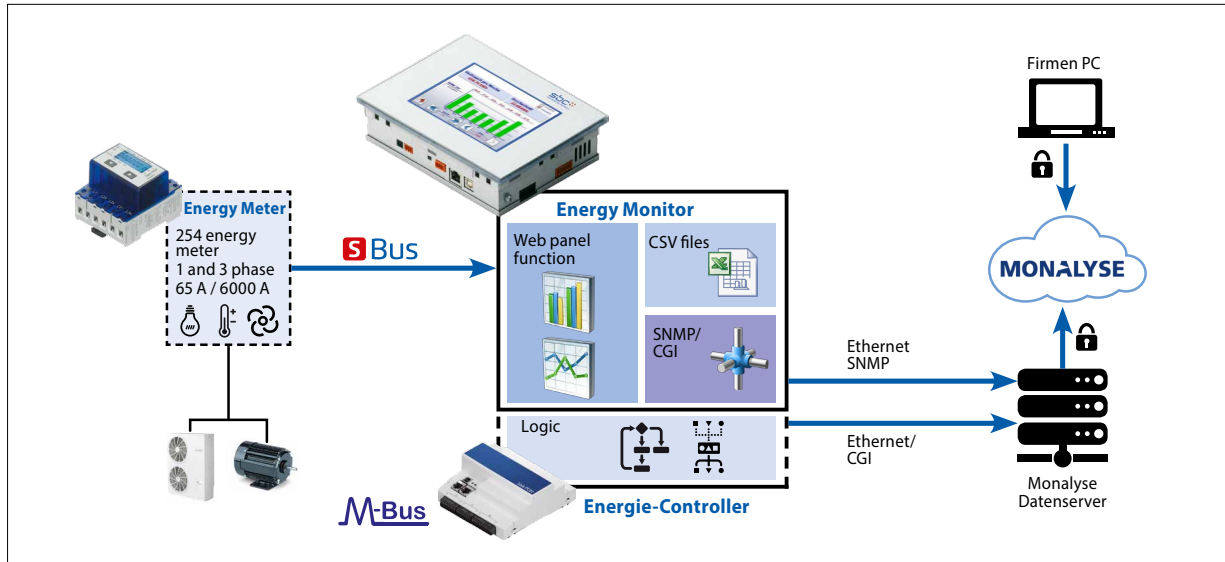 Firmen PC
sbc
Energy Meter
254 energy
meter
1 and 3 phase
65 A / 6000 A
S Bus
Energy Monitor
Web panel
function
CSV files
SNMP/
CGI
MONALYSE
Ethernet
SNMP
Logic
Ethernet/
CGI
M-Bus
Energie-Controller
Monalyse
Datenserver